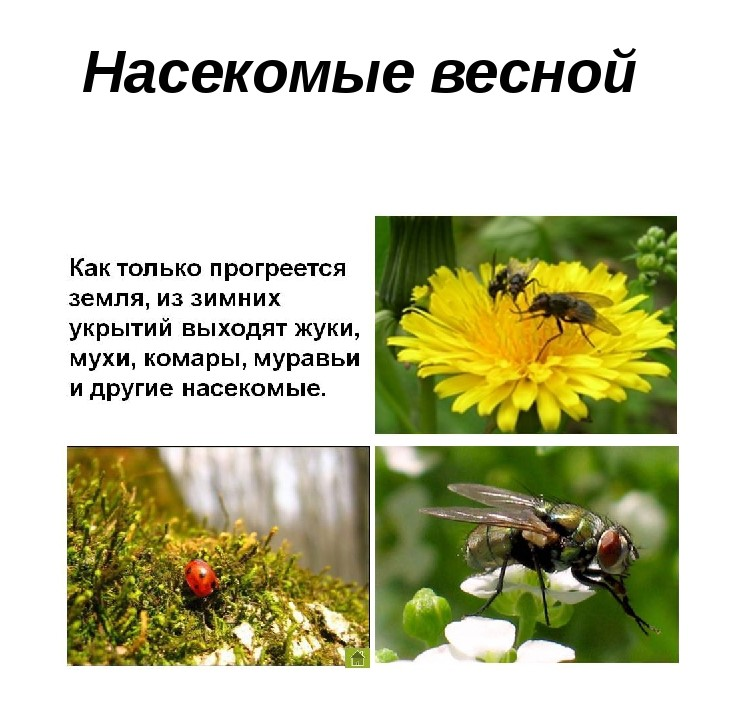 Насекомые весной
Как только прогреется
земля, из зимних
укрытий выходят жуки,
мухи, комары, муравьи
и другие насекомые.